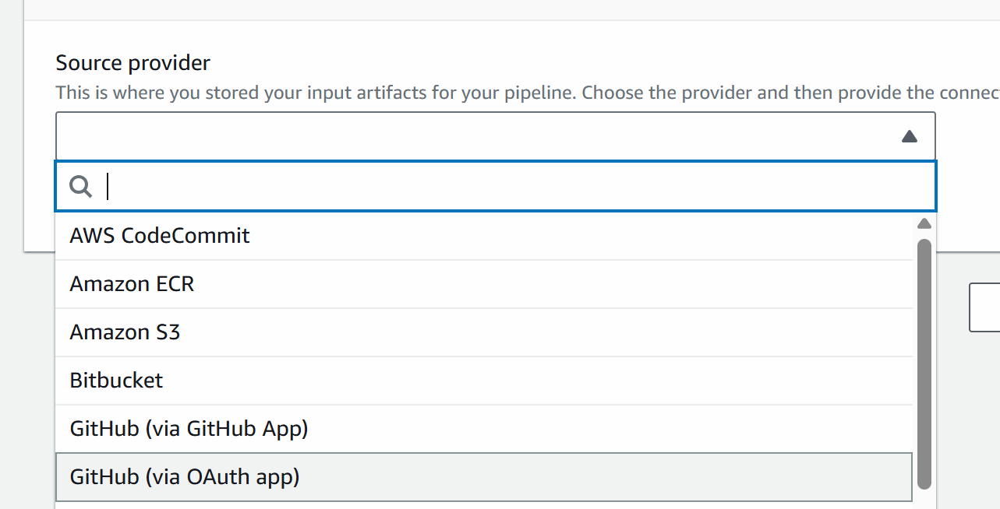 Source provider
This is where you stored your input artifacts for your pipeline. Choose the provider and then provide the
AWS CodeCommit
Amazon ECR
Amazon S3
Bitbucket
GitHub (via GitHub App)
GitHub (via OAuth app)